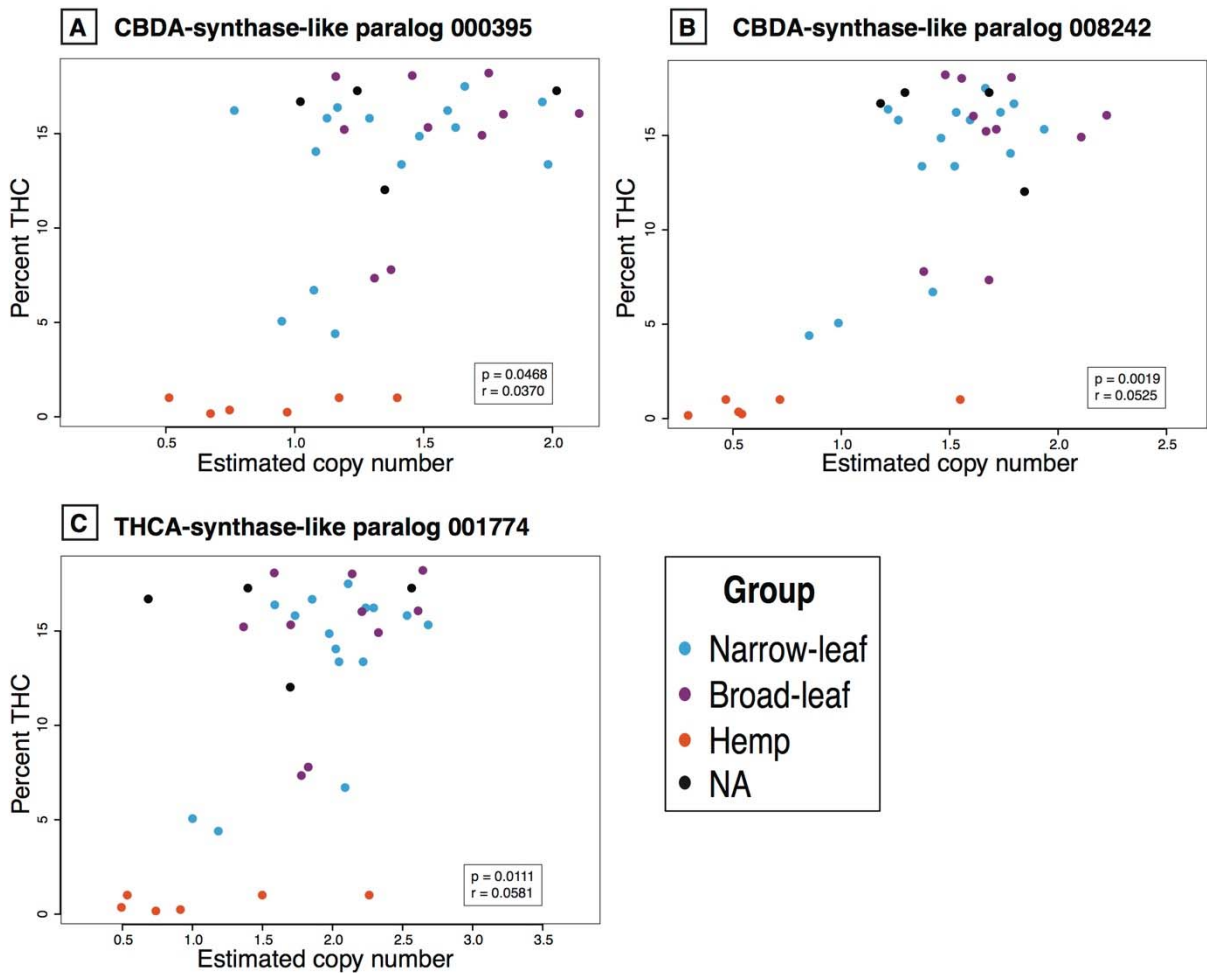 A CBDA-synthase-like paralog 000395
Percent THC
15
10
5
0
p = 0.0468
r = 0.0370
0.5 1.0 1.5 2.0
Estimated copy number
B CBDA-synthase-like paralog 008242
Percent THC
15
10
5
0
p = 0.0019
r = 0.0525
0.5 1.0 1.5 2.0 2.5
Estimated copy number
C THCA-synthase-like paralog 001774
Percent THC
15
10
5
0
p = 0.0111
r = 0.0581
0.5 1.0 1.5 2.0 2.5 3.0 3.5
Estimated copy number
Group
Narrow-leaf
Broad-leaf
Hemp
NA